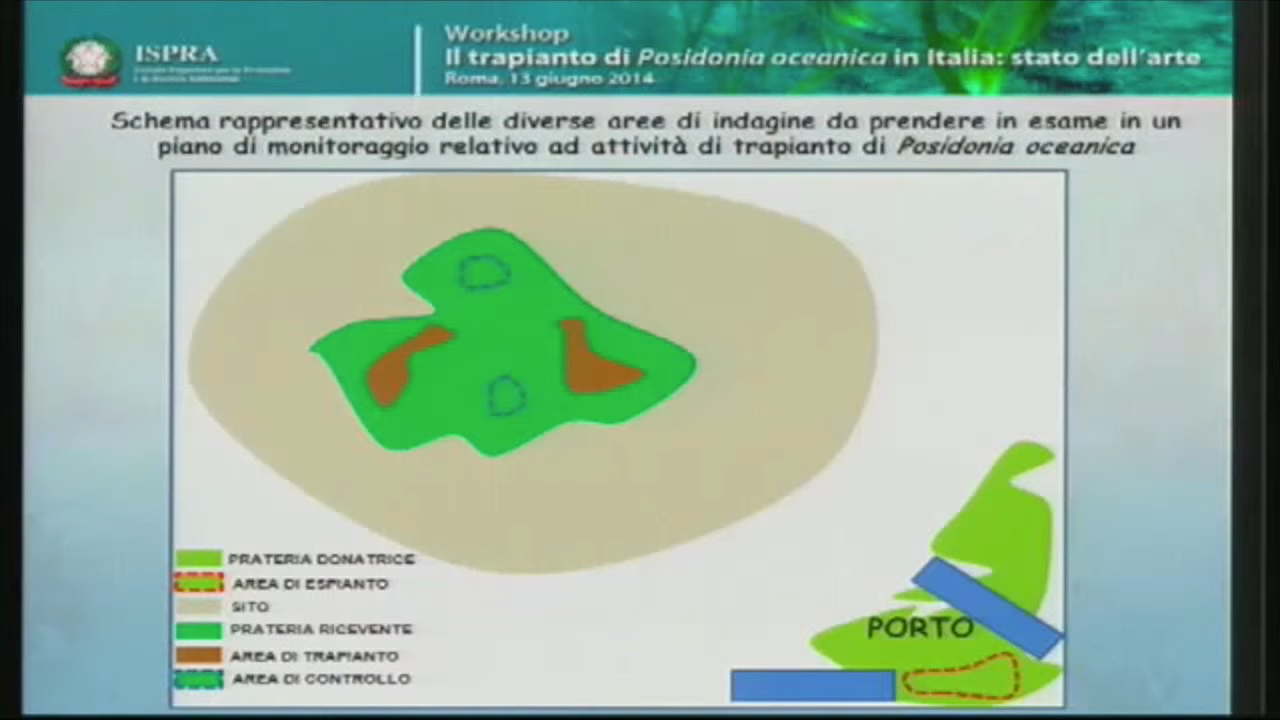 ISPRA
Workshop
Il trapianto di Posidonia oceanica in Italia: stato dell'arte
Roma, 13 giugno 2014
Schema rappresentativo delle diverse aree di indagine da prendere in esame in un
piano di monitoraggio relativo ad attività di trapianto di Posidonia oceanica
PRATERIA DONATRICE
AREA DI ESPIANTO
SITO
PRATERIA RICEVENTE
AREA DI TRAPIANTO
AREA DI CONTROLLO
PORTO